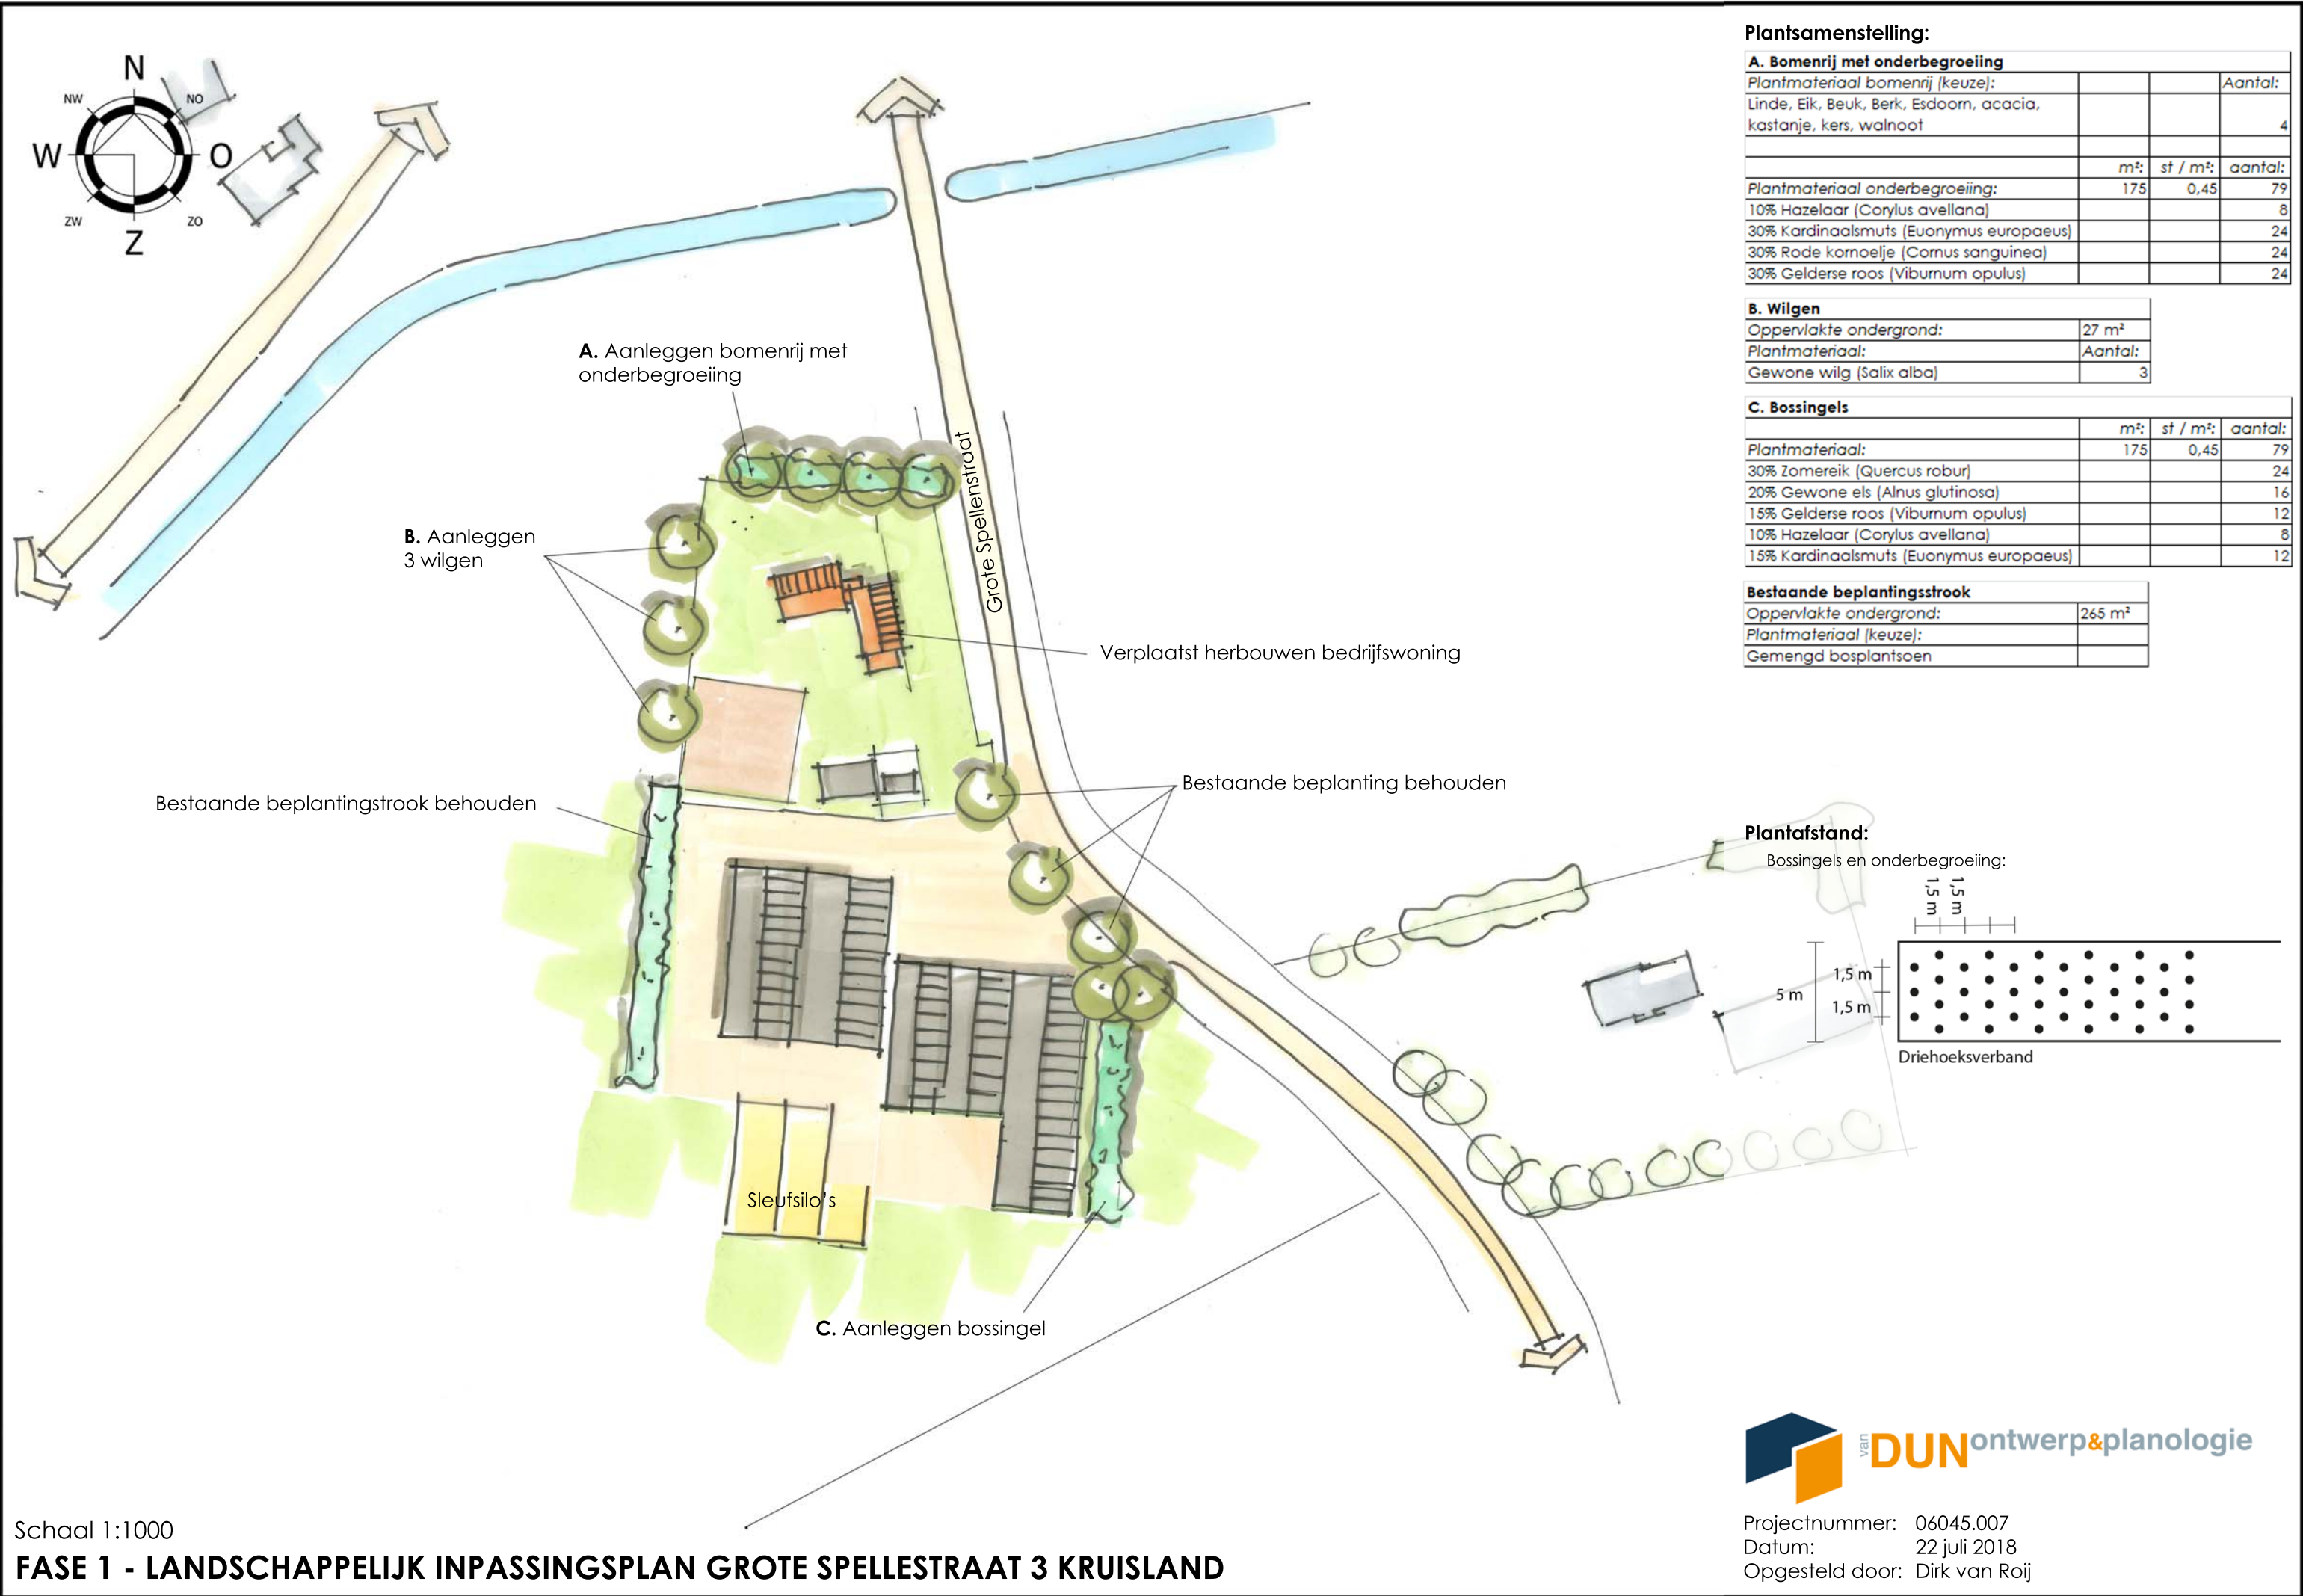 N
NW
NO
W
O
ZW
ZO
Z
A. Aanleggen bomenrij met
onderbegroeiing
Grote Spellenstraat
B. Aanleggen
3 wilgen
Verplaatst herbouwen bedrijfswoning
Bestaande beplanting behouden
Bestaande beplantingstrook behouden
Sleufsilo's
C. Aanleggen bossingel
Plantsamenstelling:
A. Bomenrij met onderbegroeiing
Plantmateriaal bomenrij (keuze): Aantal:
Linde, Eik, Beuk, Berk, Esdoorn, acacia,
kastanje, kers, walnoot 4
m²: st / m²: aantal:
Plantmateriaal onderbegroeiing: 175 0,45 79
10% Hazelaar (Corylus avellana) 8
30% Kardinaalsmuts (Euonymus europaeus) 24
30% Rode kornoelje (Cornus sanguinea) 24
30% Gelderse roos (Viburnum opulus) 24
B. Wilgen
Oppervlakte ondergrond: 27 m²
Plantmateriaal: Aantal:
Gewone wilg (Salix alba) 3
C. Bossingels
m²: st / m²: aantal:
Plantmateriaal: 175 0,45 79
30% Zomereik (Quercus robur) 24
20% Gewone els (Alnus glutinosa) 16
15% Gelderse roos (Viburnum opulus) 12
10% Hazelaar (Corylus avellana) 8
15% Kardinaalsmuts (Euonymus europaeus) 12
Bestaande beplantingsstrook
Oppervlakte ondergrond: 265 m²
Plantmateriaal (keuze):
Gemengd bosplantsoen
Plantafstand:
Bossingels en onderbegroeiing:
1,5 m
1,5 m
1,5 m
5 m
1,5 m
Driehoeksverband
van DUN ontwerp&planologie
Projectnummer: 06045.007
Datum: 22 juli 2018
Opgesteld door: Dirk van Roij
Schaal 1:1000
FASE 1 - LANDSCHAPPELIJK INPASSINGSPLAN GROTE SPELLESTRAAT 3 KRUISLAND